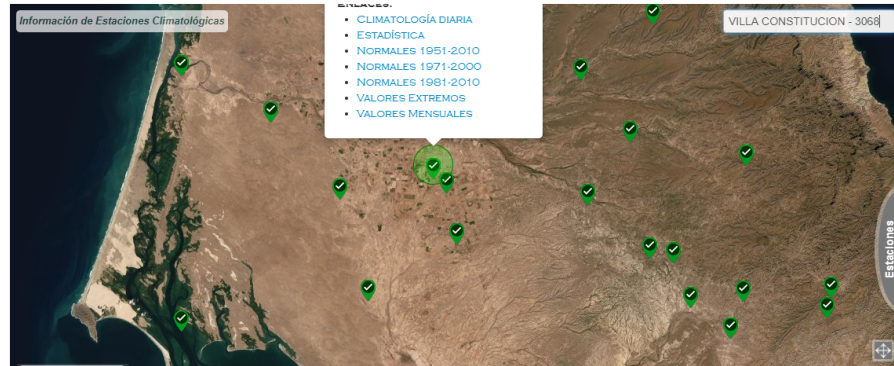 Información de Estaciones Climatológicas
VILLA CONSTITUCION - 3068
ENLACES:
CLIMATOLOGÍA DIARIA
ESTADÍSTICA
NORMALES 1951-2010
NORMALES 1971-2000
NORMALES 1981-2010
VALORES EXTREMOS
VALORES MENSUALES
Estaciones